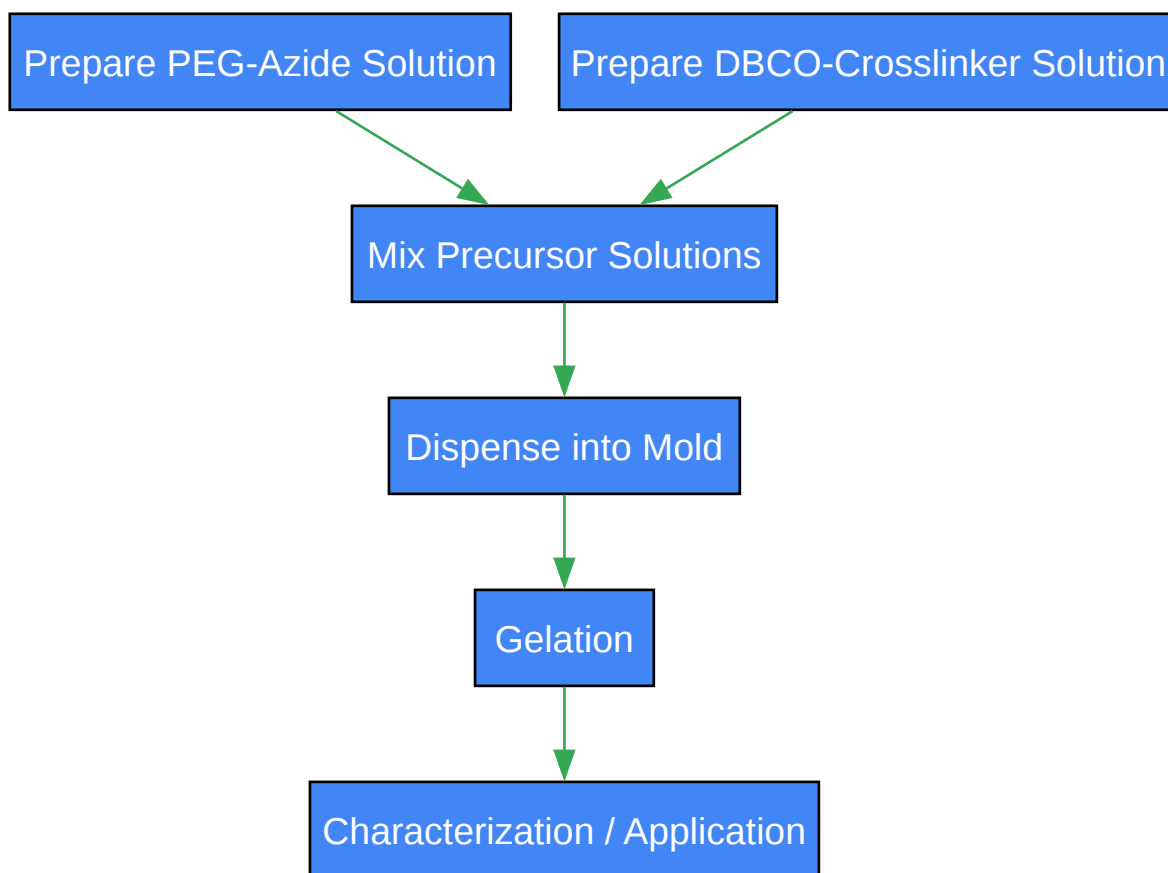 Prepare PEG-Azide Solution
Prepare DBCO-Crosslinker Solution
Mix Precursor Solutions
Dispense into Mold
Gelation
Characterization / Application